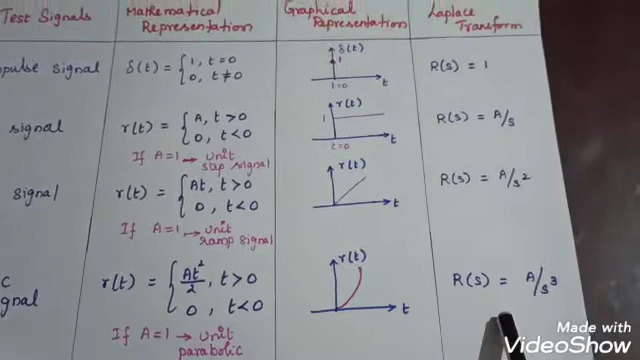 Test Signals Mathematical Representation Graphical Representation Laplace Transform
pulse signal δ(t) = { 1, t=0 δ(t) R(s) = 1
0, t≠0 1
t=0 t
signal r(t) = { A, t>0 r(t) R(s) = A/s
0, t<0 1
t=0 t
If A=1 → unit step signal
signal r(t) = { At, t>0 r(t) R(s) = A/s²
0, t<0 t
If A=1 → unit ramp signal
c gnal r(t) = { At²/2, t>0 r(t) R(s) = A/s³
0, t<0 t
If A=1 → unit parabolic
Made with
VideoShow